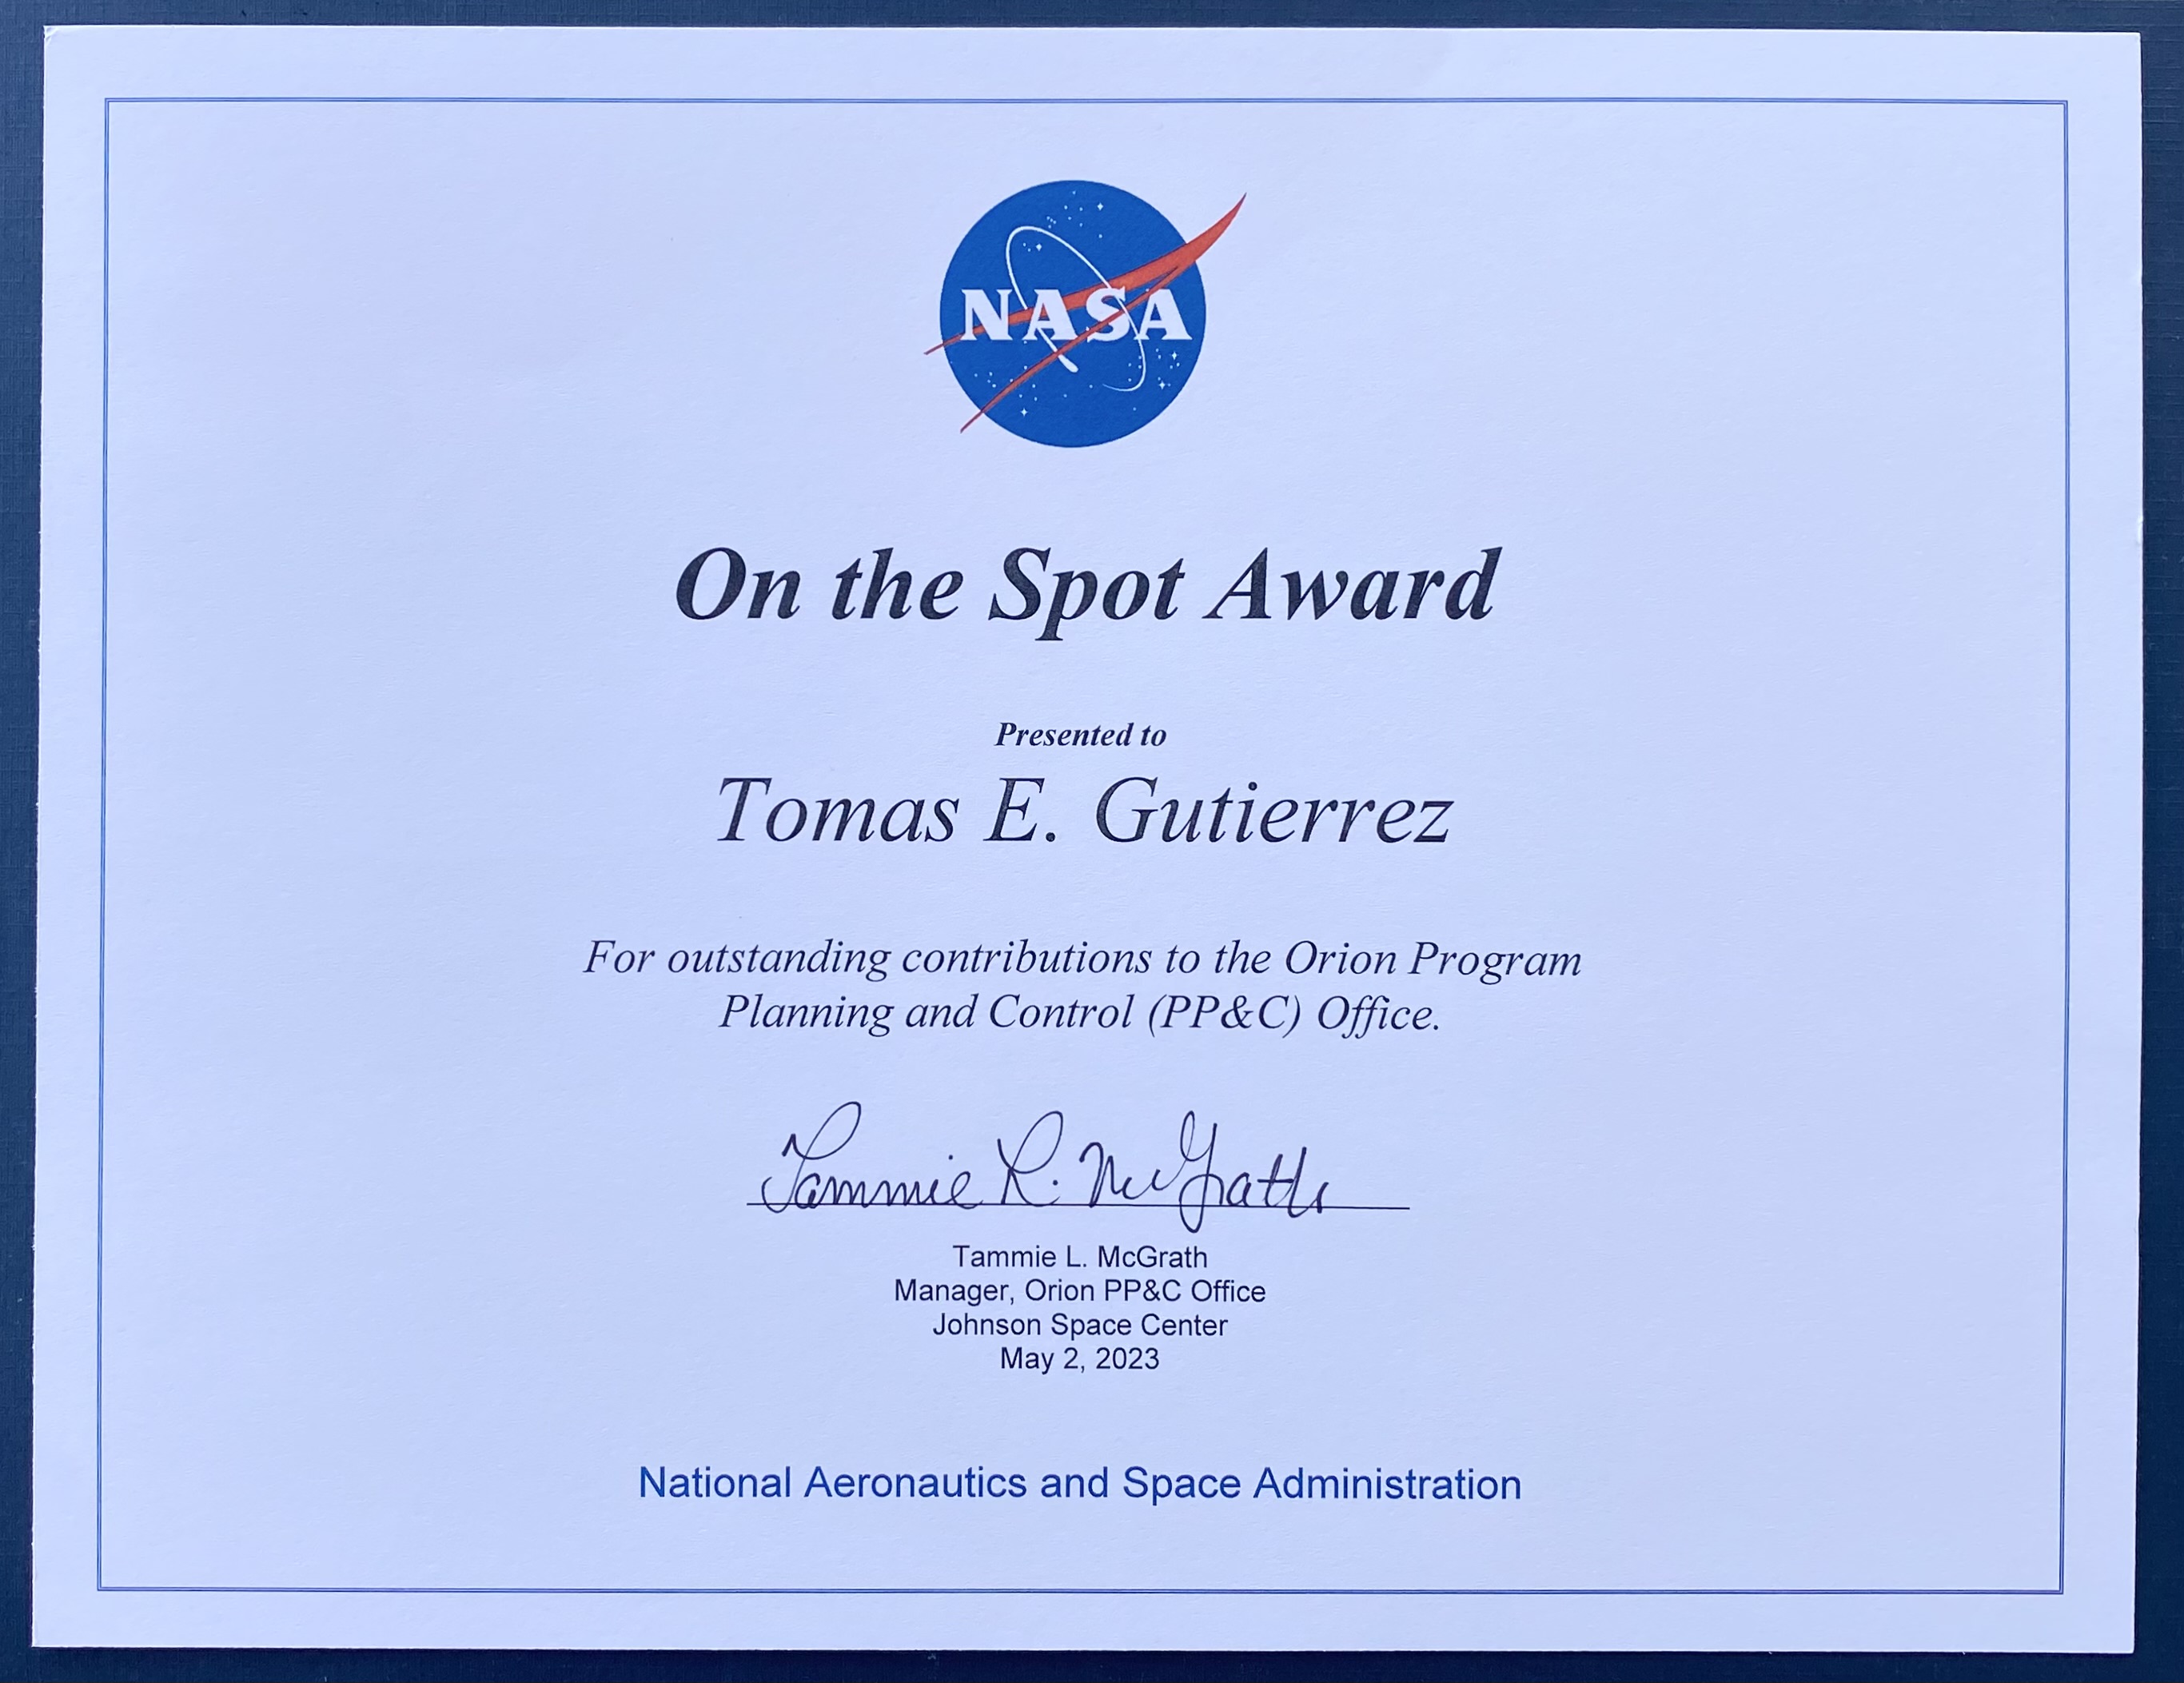 NASA
On the Spot Award
Presented to
Tomas E. Gutierrez
For outstanding contributions to the Orion Program
Planning and Control (PP&C) Office.
Tammie L. McGrath
Tammie L. McGrath
Manager, Orion PP&C Office
Johnson Space Center
May 2, 2023
National Aeronautics and Space Administration